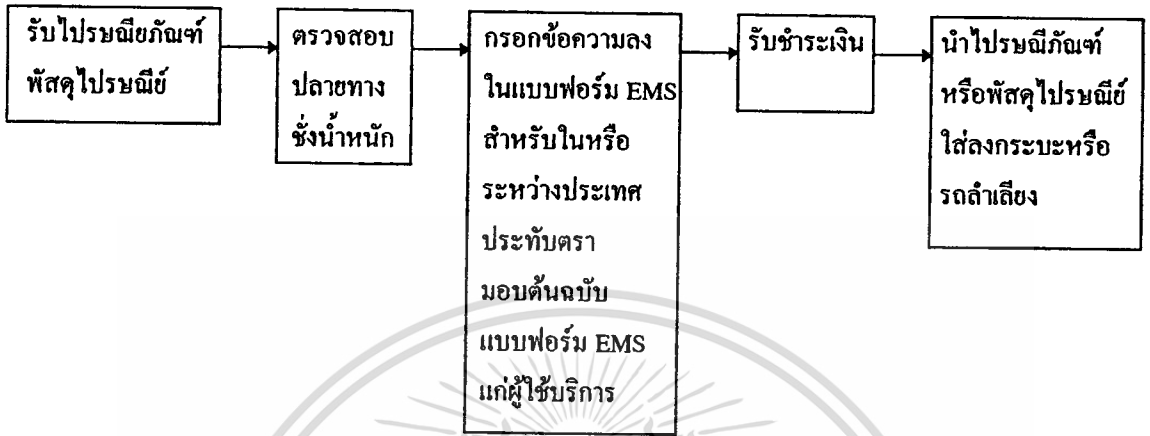 รับไปรษณียภัณฑ์
พัสดุไปรษณีย์
ตรวจสอบ
ปลายทาง
ชั่งน้ำหนัก
กรอกข้อความลง
ในแบบฟอร์ม EMS
สำหรับในหรือ
ระหว่างประเทศ
ประทับตรา
มอบต้นฉบับ
แบบฟอร์ม EMS
แก่ผู้ใช้บริการ
รับชำระเงิน
นำไปรษณีภัณฑ์
หรือพัสดุไปรษณีย์
ใส่ลงกระบะหรือ
รถลำเลียง